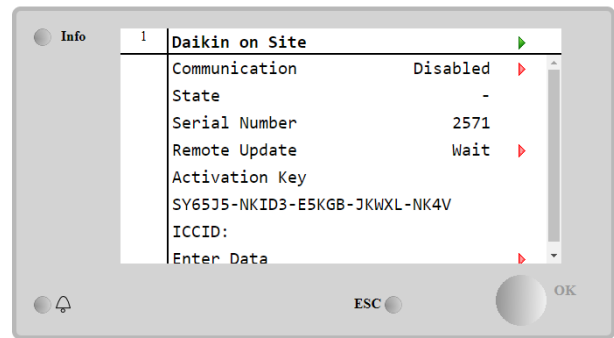 Info
1 Daikin on Site
Communication Disabled
State -
Serial Number 2571
Remote Update Wait
Activation Key
SY65J5-NKID3-E5KGB-JKWXL-NK4V
ICCID:
Enter Data
ESC
OK